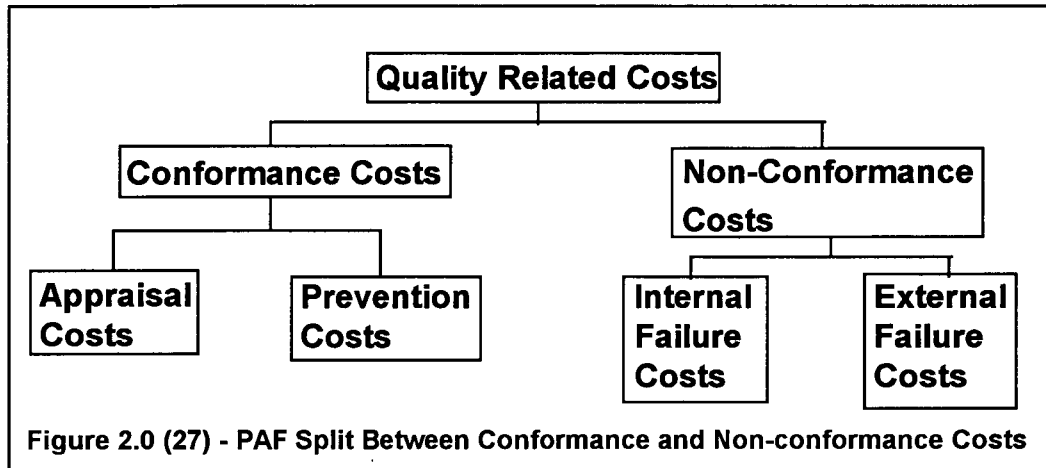 Quality Related Costs
Conformance Costs
Non-Conformance
Costs
Appraisal
Costs
Prevention
Costs
Internal
Failure
Costs
External
Failure
Costs
Figure 2.0 (27) - PAF Split Between Conformance and Non-conformance Costs